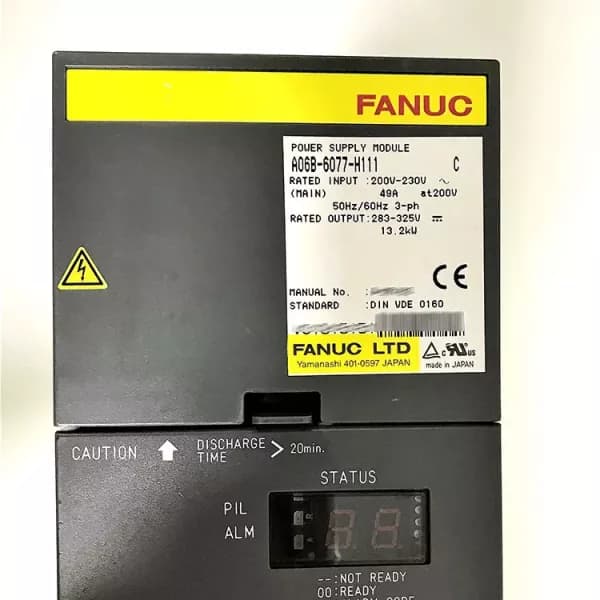 FANUC
POWER SUPPLY MODULE
A06B-6077-H111 C
RATED INPUT :200V-230V ~
(MAIN) 49A at200V
50Hz/60Hz 3-ph
RATED OUTPUT:283-325V ⎓
13.2kW
CE
MANUAL No. :
STANDARD :DIN VDE 0160
FANUC LTD
Yamanashi 401-0597 JAPAN
c US
made in JAPAN
CAUTION ↑ DISCHARGE TIME > 20min.
STATUS
PIL
ALM
88
--:NOT READY
00:READY